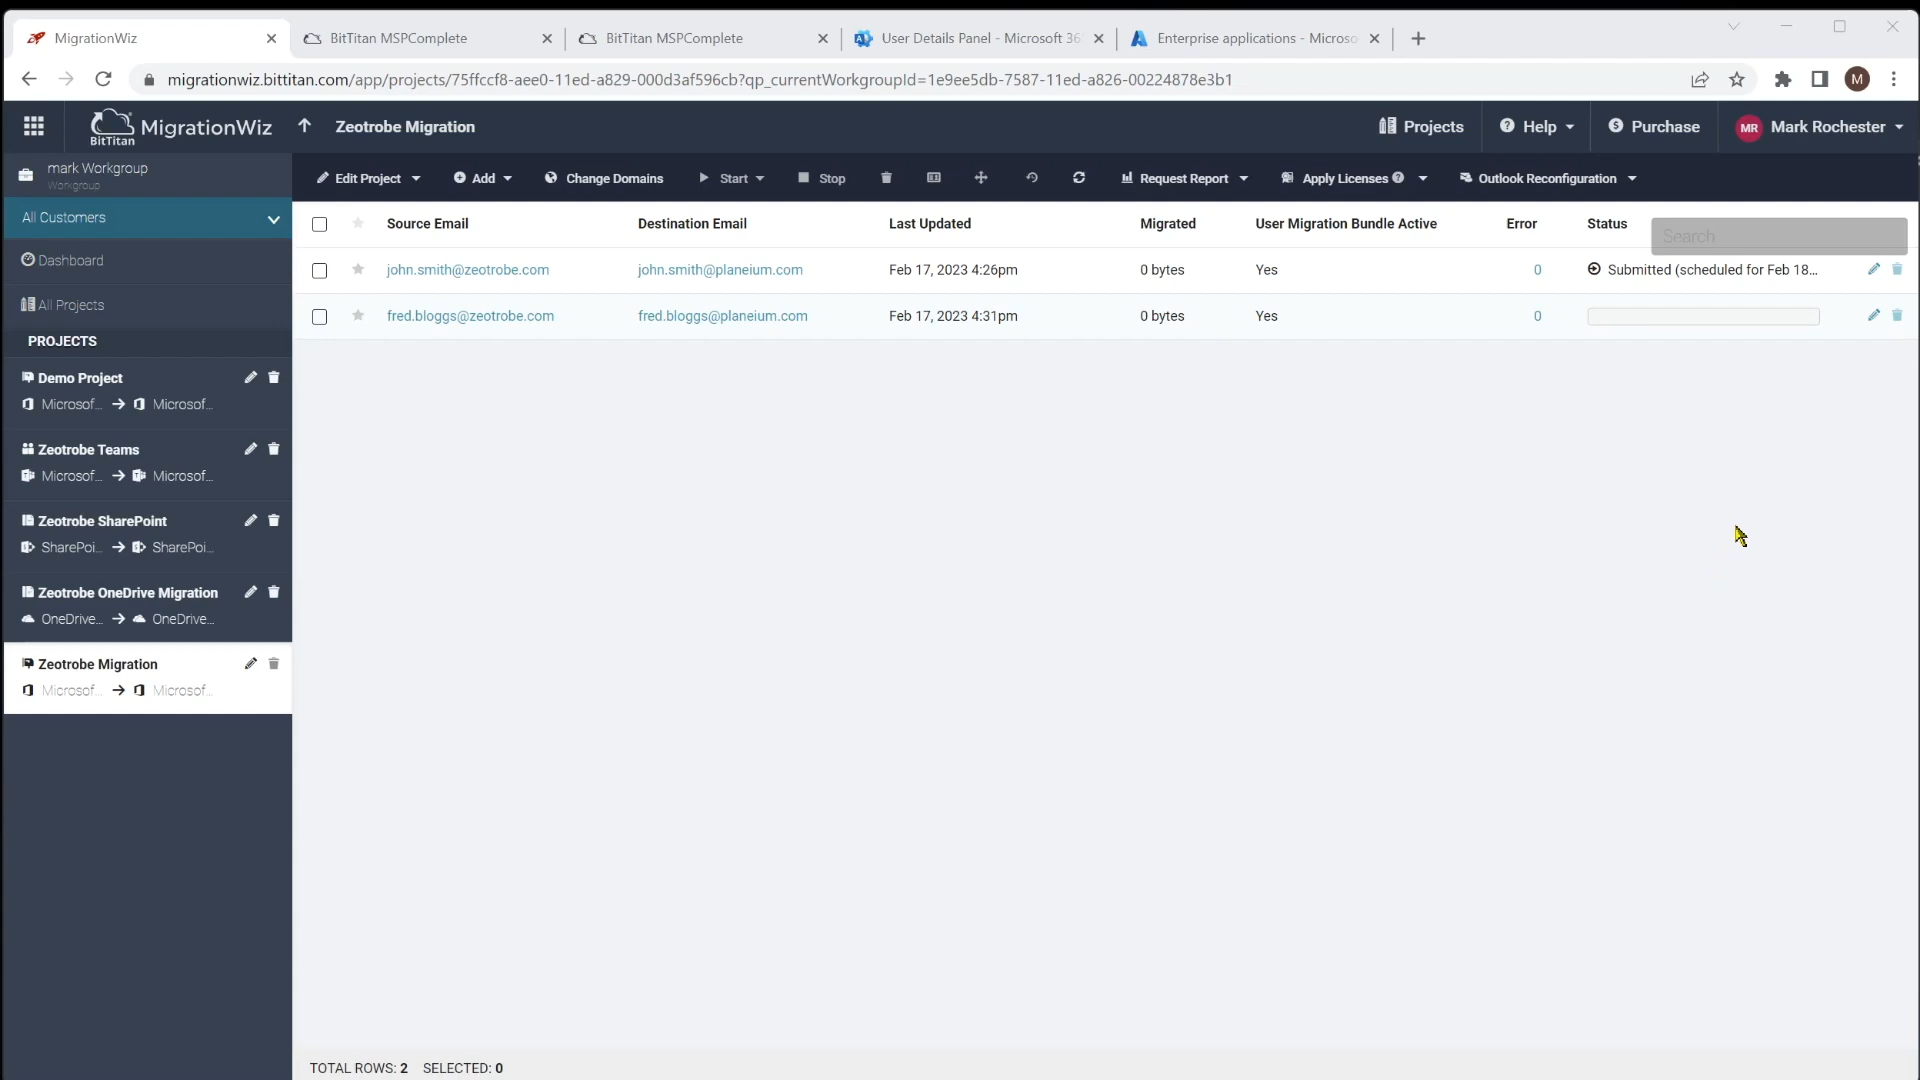 MigrationWiz
BitTitan MSPComplete
BitTitan MSPComplete
User Details Panel - Microsoft 36
Enterprise applications - Microso
migrationwiz.bittitan.com/app/projects/75ffccf8-aee0-11ed-a829-000d3af596cb?qp_currentWorkgroupId=1e9ee5db-7587-11ed-a826-00224878e3b1
M
BitTitan
MigrationWiz
Zeotrobe Migration
Projects
Help
Purchase
MR
Mark Rochester
mark Workgroup
Workgroup
All Customers
Dashboard
All Projects
PROJECTS
Demo Project
Microsof... Microsof...
Zeotrobe Teams
Microsof... Microsof...
Zeotrobe SharePoint
SharePoi... SharePoi...
Zeotrobe OneDrive Migration
OneDrive... OneDrive...
Zeotrobe Migration
Microsof... Microsof...
Edit Project Add Change Domains Start Stop Request Report Apply Licenses Outlook Reconfiguration
Source Email Destination Email Last Updated Migrated User Migration Bundle Active Error Status
Search
john.smith@zeotrobe.com john.smith@planeium.com Feb 17, 2023 4:26pm 0 bytes Yes 0 Submitted (scheduled for Feb 18...
fred.bloggs@zeotrobe.com fred.bloggs@planeium.com Feb 17, 2023 4:31pm 0 bytes Yes 0
TOTAL ROWS: 2 SELECTED: 0